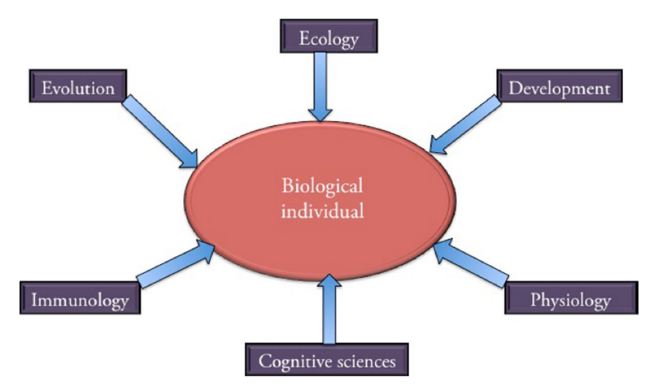 Ecology
Evolution
Development
Biological
individual
Immunology
Physiology
Cognitive sciences